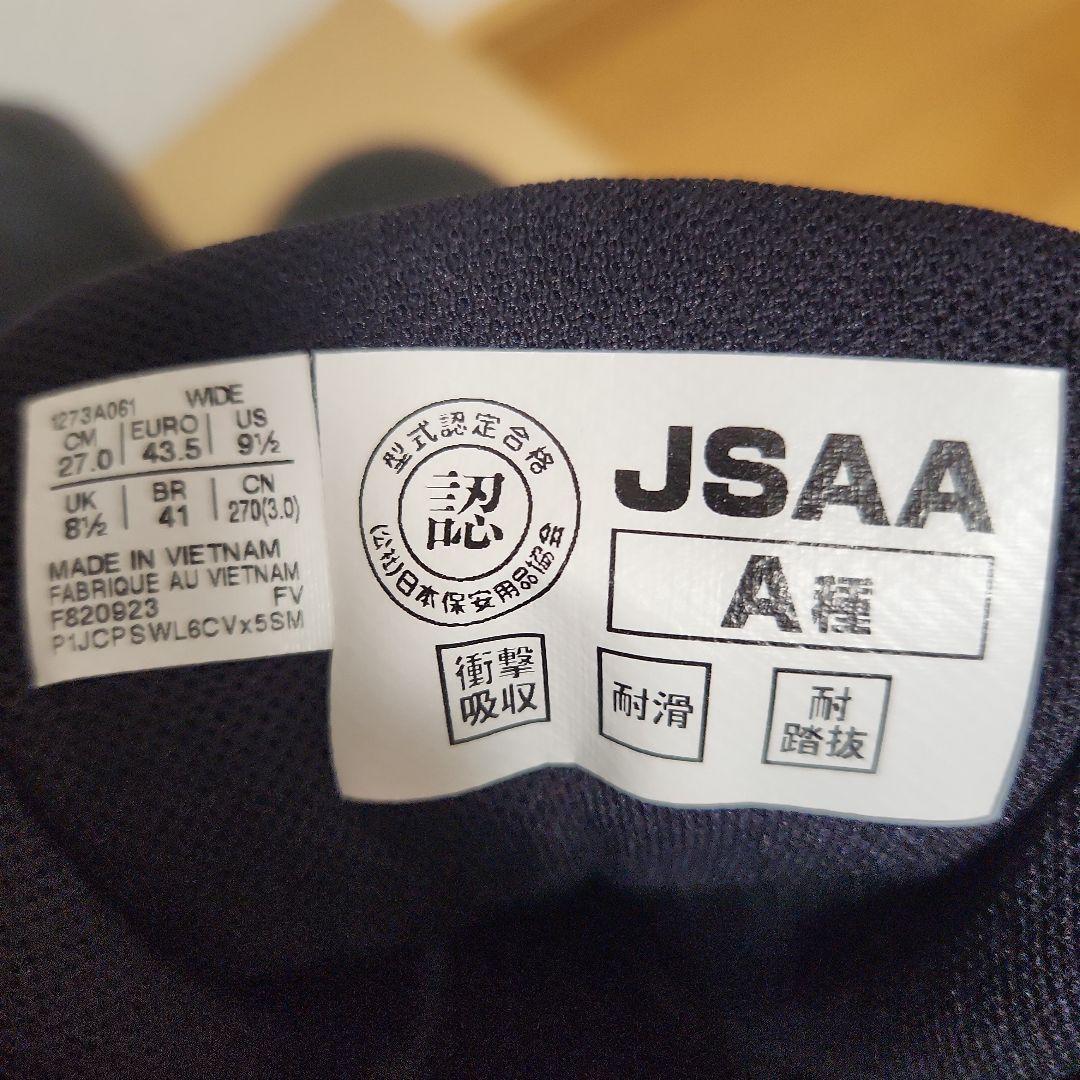 1273A061 WIDE
CM EURO US
27.0 43.5 9½
UK BR CN
8½ 41 270(3.0)
MADE IN VIETNAM
FABRIQUE AU VIETNAM
F820923 FV
P1JCPSWL6CVx5SM
型式認定合格
認
(公社)日本保安用品協会
JSAA
A種
衝撃
吸収
耐滑
耐
踏抜